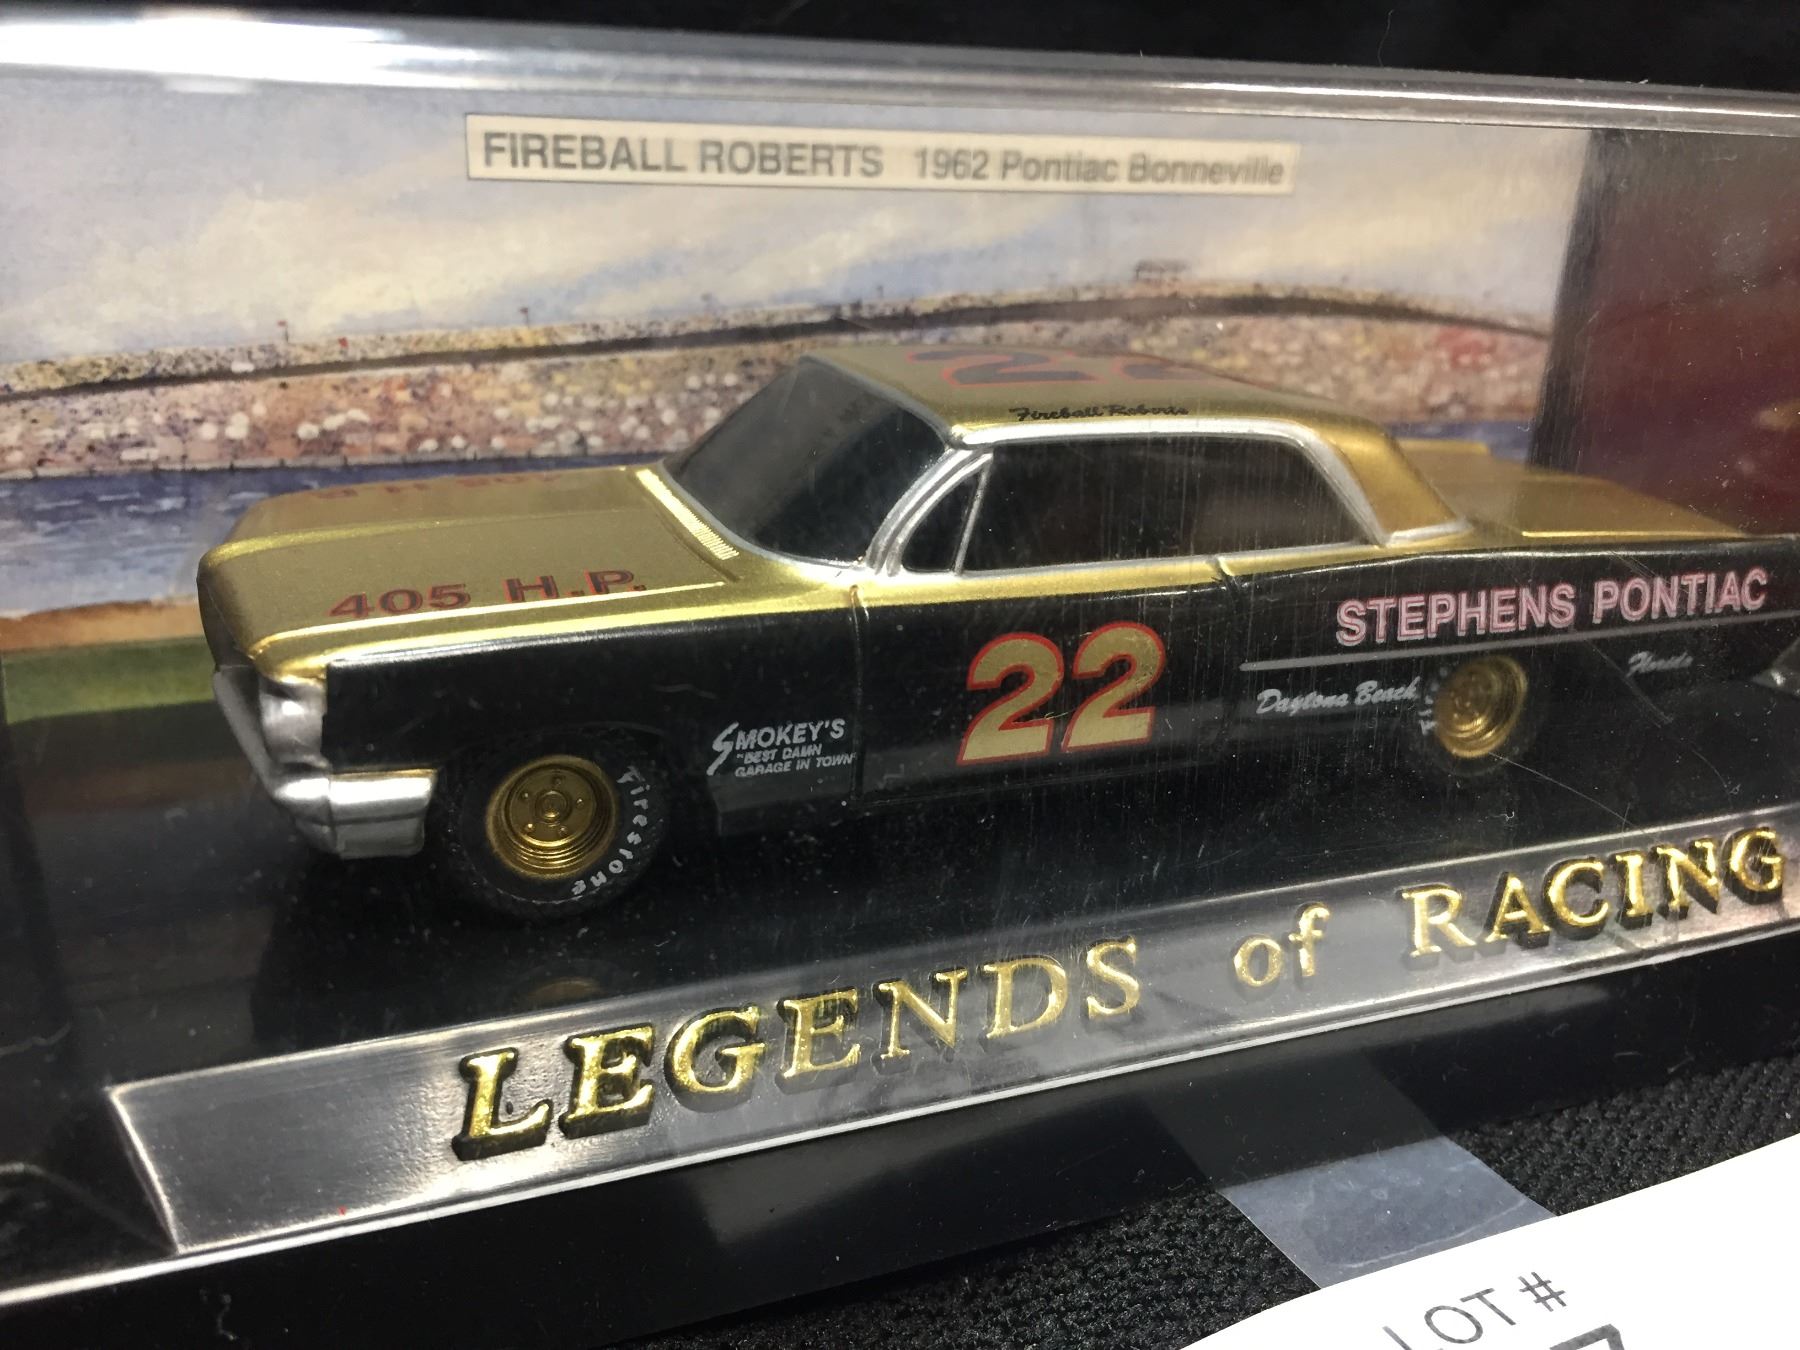 FIREBALL ROBERTS 1962 Pontiac Bonneville
22
Fireball Roberts
405 H.P.
405 H.P.
STEPHENS PONTIAC
22
Daytona Beach Florida
SMOKEY'S
"BEST DAMN
GARAGE IN TOWN"
Firestone
LEGENDS of RACING
LOT #